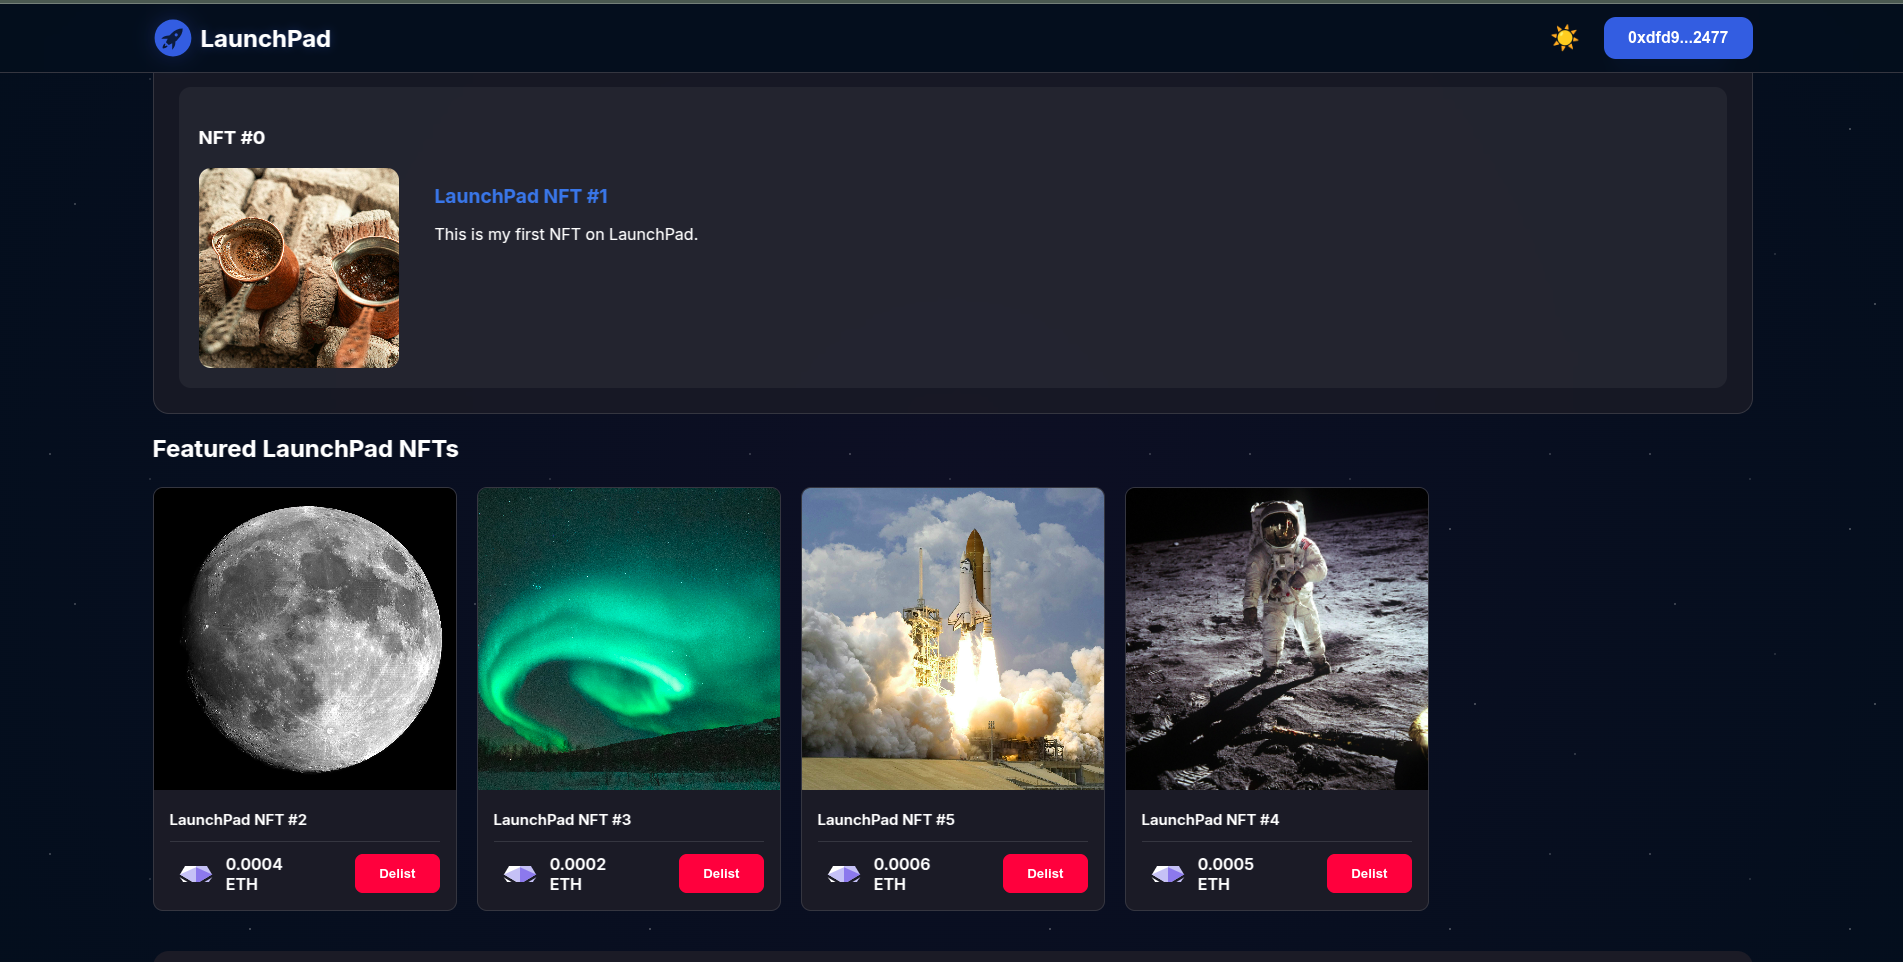 LaunchPad
0xdfd9...2477
NFT #0
LaunchPad NFT #1
This is my first NFT on LaunchPad.
Featured LaunchPad NFTs
LaunchPad NFT #2
0.0004
ETH
Delist
LaunchPad NFT #3
0.0002
ETH
Delist
LaunchPad NFT #5
0.0006
ETH
Delist
LaunchPad NFT #4
0.0005
ETH
Delist